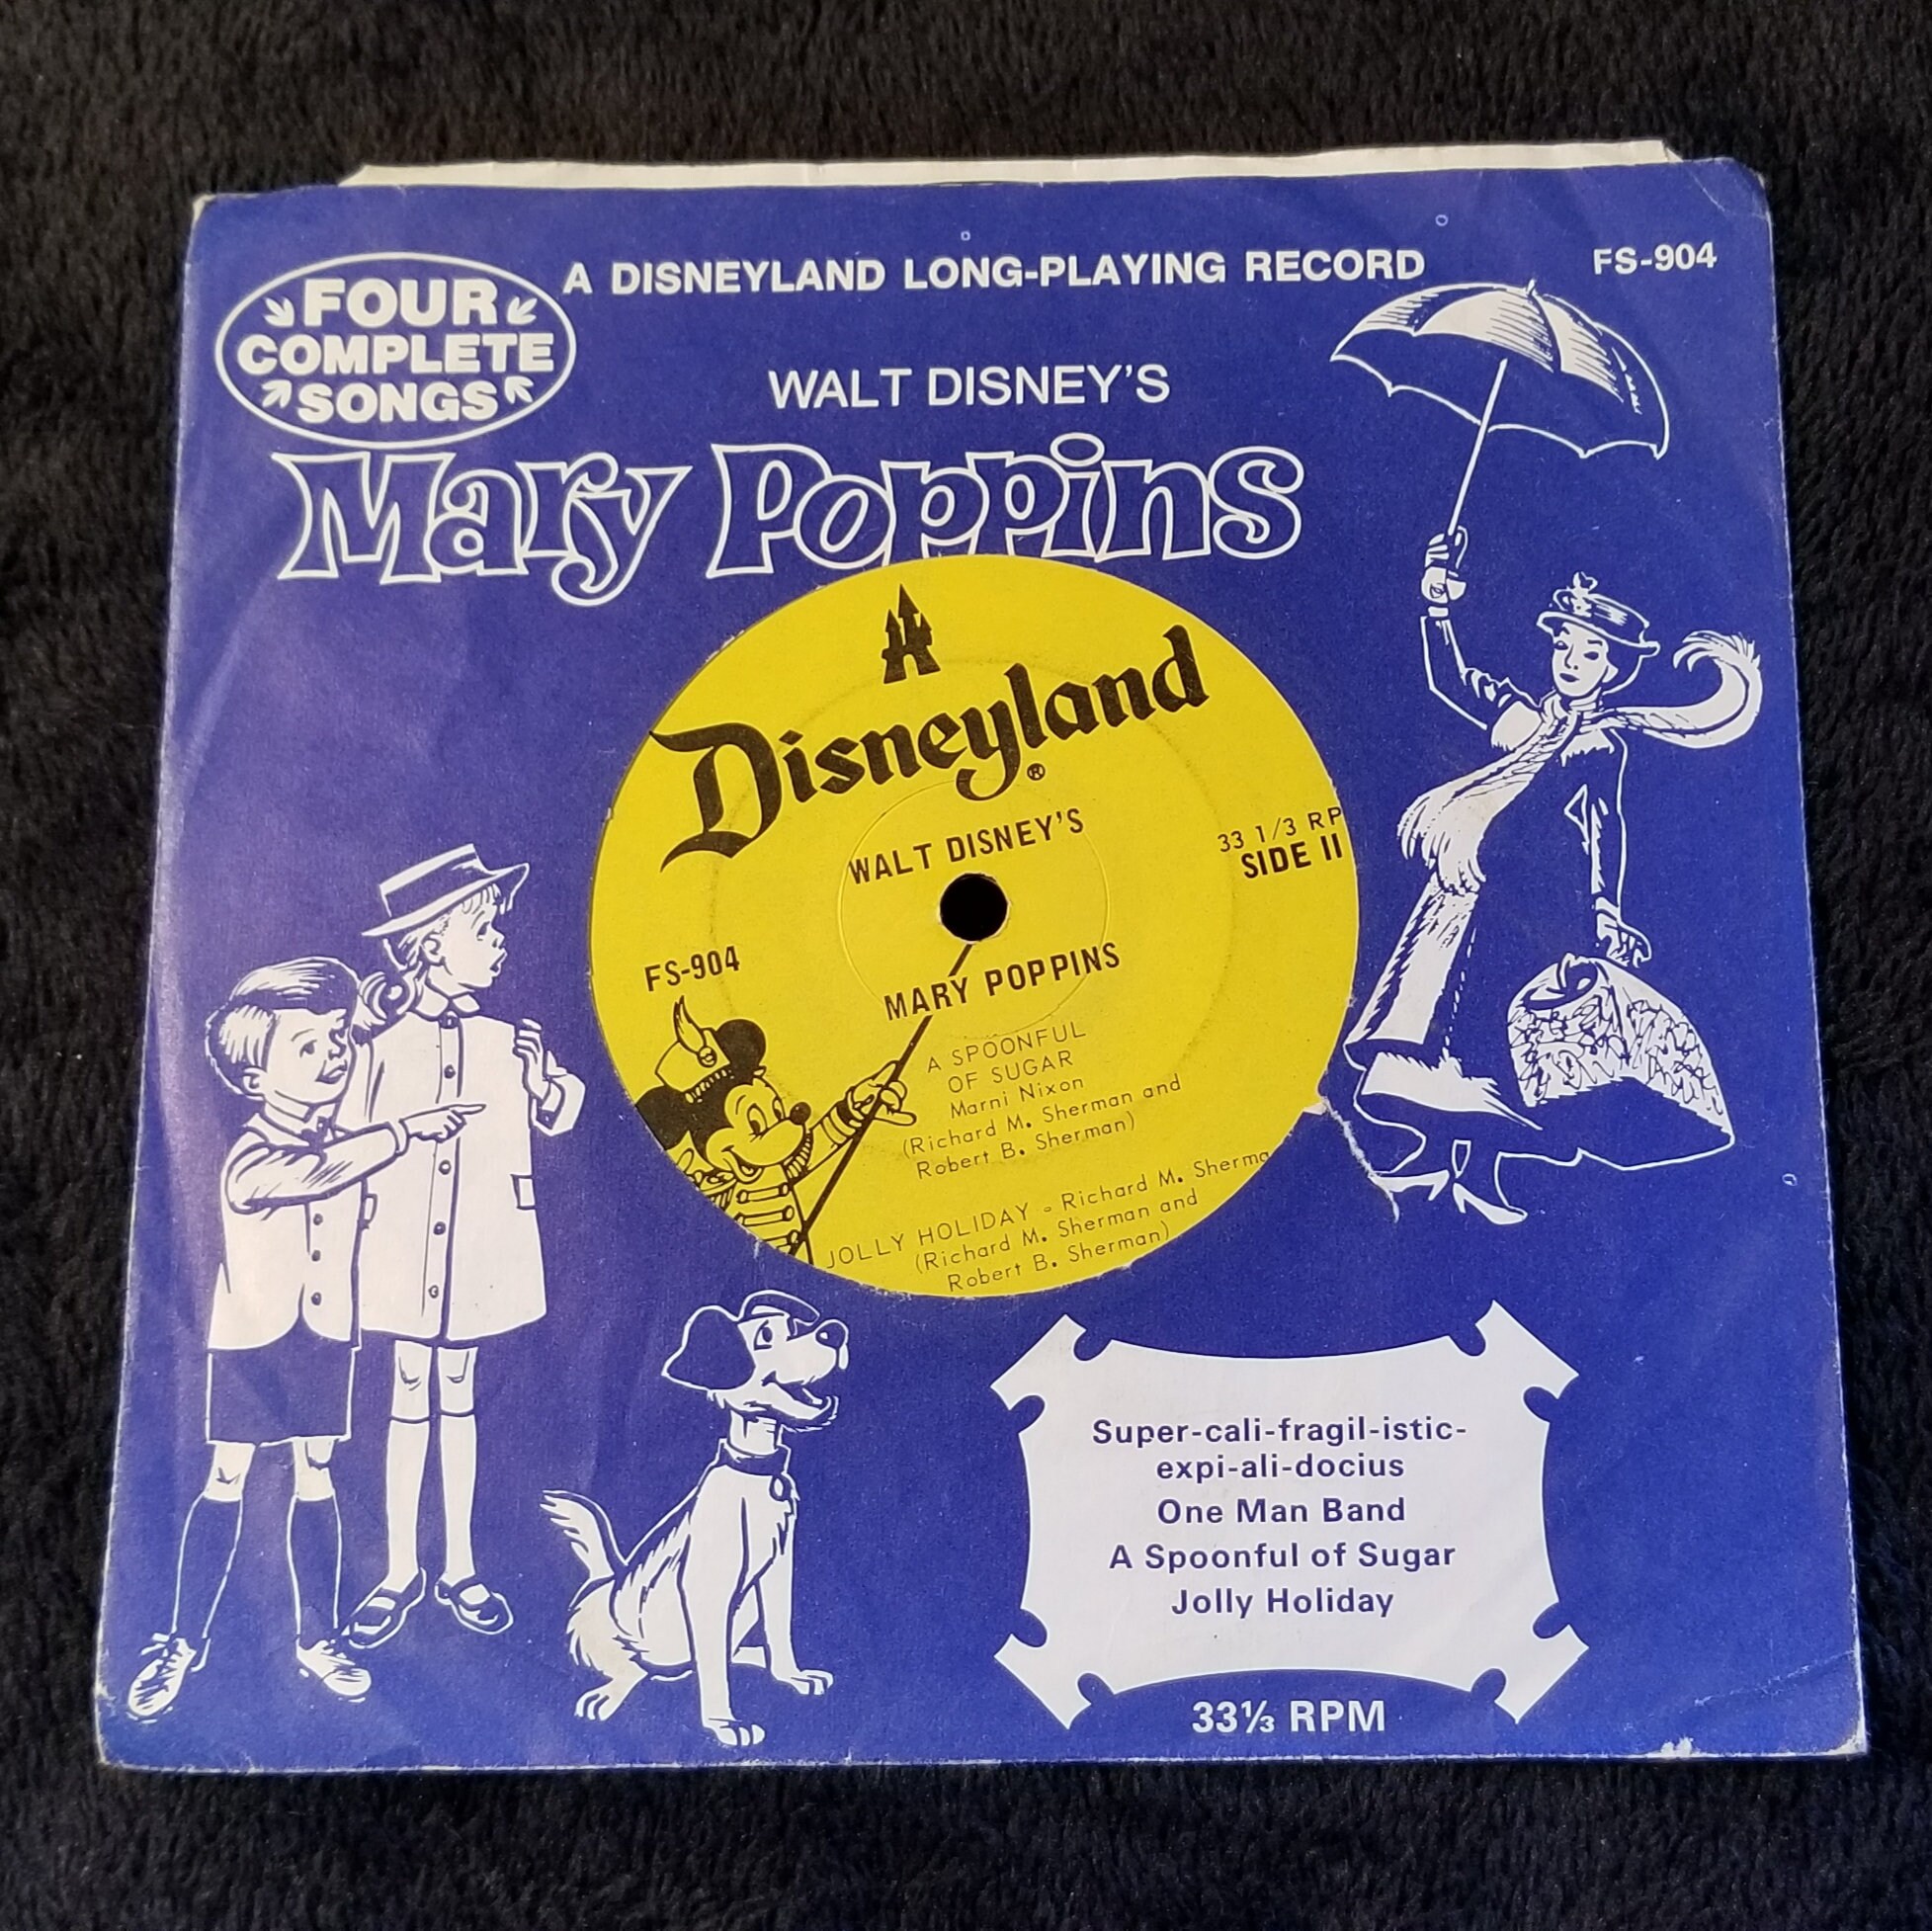 FOUR
COMPLETE
SONGS
A DISNEYLAND LONG-PLAYING RECORD
FS-904
WALT DISNEY'S
Mary Poppins
Disneyland®
WALT DISNEY'S
33 1/3 RP
SIDE II
FS-904
MARY POPPINS
A SPOONFUL
OF SUGAR
Marni Nixon
(Richard M. Sherman and
Robert B. Sherman)
JOLLY HOLIDAY - Richard M. Sherma
(Richard M. Sherman and
Robert B. Sherman)
Super-cali-fragil-istic-
expi-ali-docius
One Man Band
A Spoonful of Sugar
Jolly Holiday
33⅓ RPM